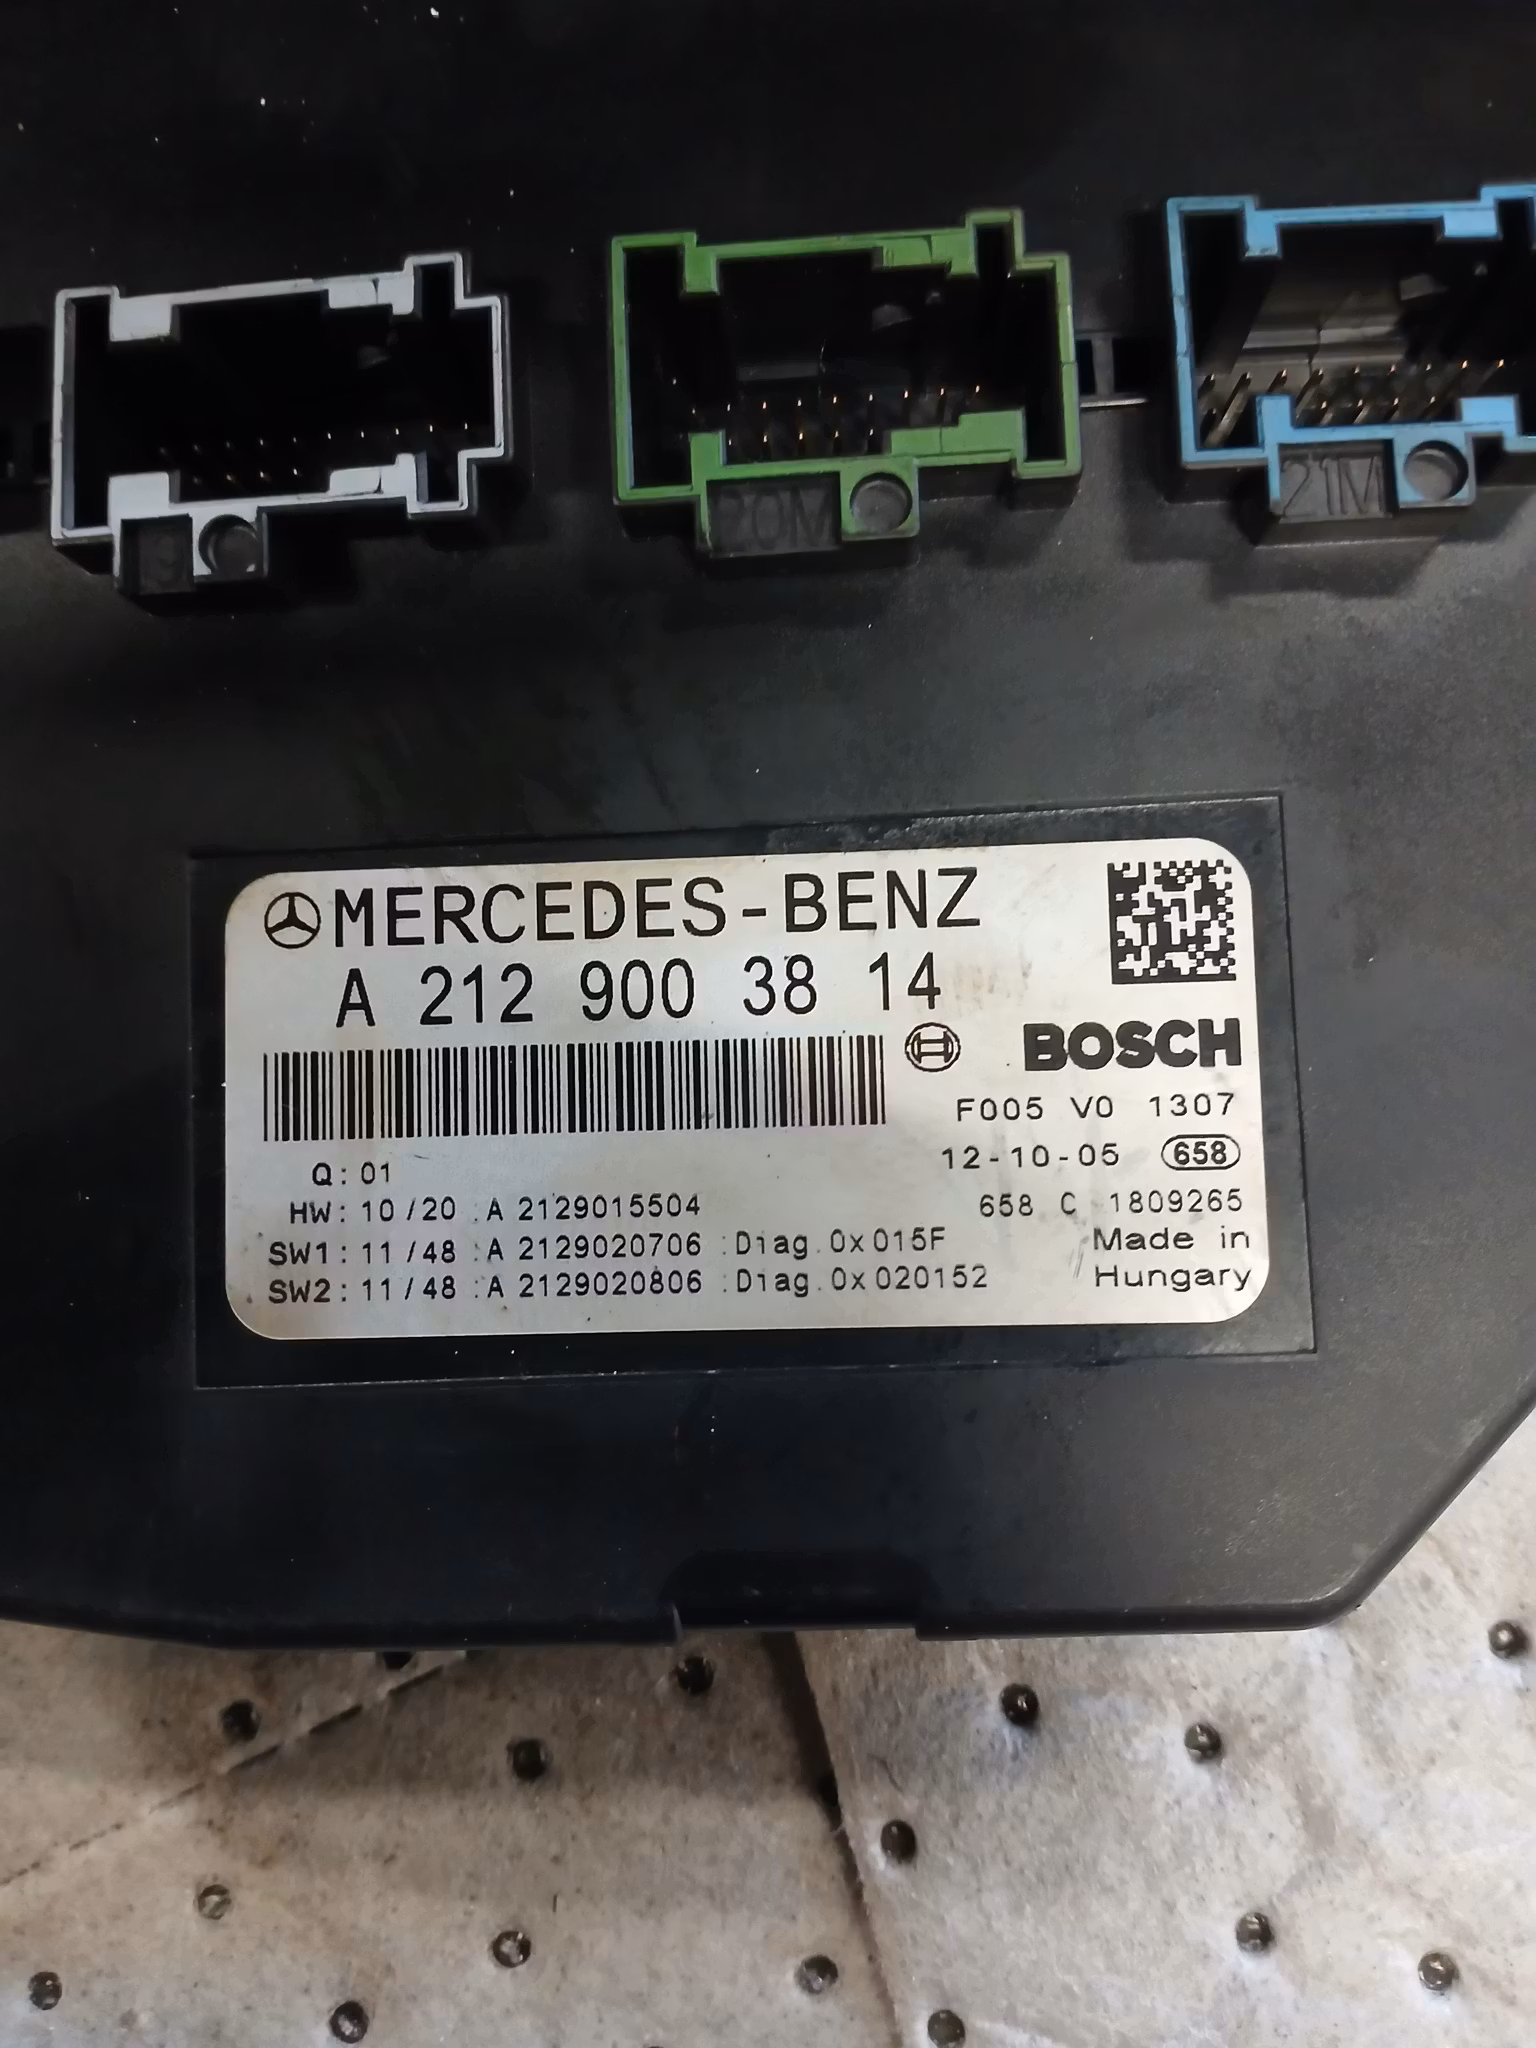 20M
21M
MERCEDES-BENZ
A 212 900 38 14
BOSCH
F005 V0 1307
12-10-05 658
Q: 01
HW: 10/20 :A 2129015504
658 C 1809265
SW1: 11/48 :A 2129020706 :Diag.0x015F
Made in
SW2: 11/48 :A 2129020806 :Diag.0x020152
Hungary